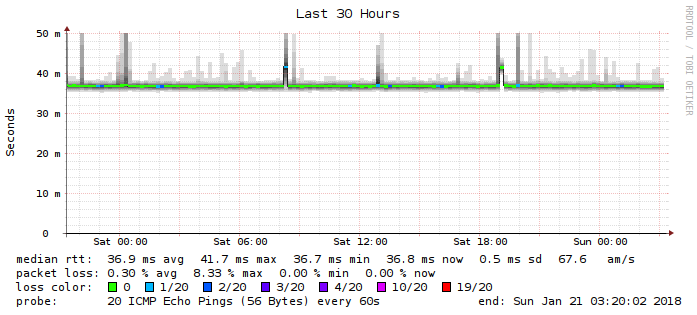 Last 30 Hours
RRDTOOL / TOBI OETIKER
Seconds
50 m
40 m
30 m
20 m
10 m
0
Sat 00:00 Sat 06:00 Sat 12:00 Sat 18:00 Sun 00:00
median rtt: 36.9 ms avg 41.7 ms max 36.7 ms min 36.8 ms now 0.5 ms sd 67.6 am/s
packet loss: 0.30 % avg 8.33 % max 0.00 % min 0.00 % now
loss color: 0 1/20 2/20 3/20 4/20 10/20 19/20
probe: 20 ICMP Echo Pings (56 Bytes) every 60s end: Sun Jan 21 03:20:02 2018